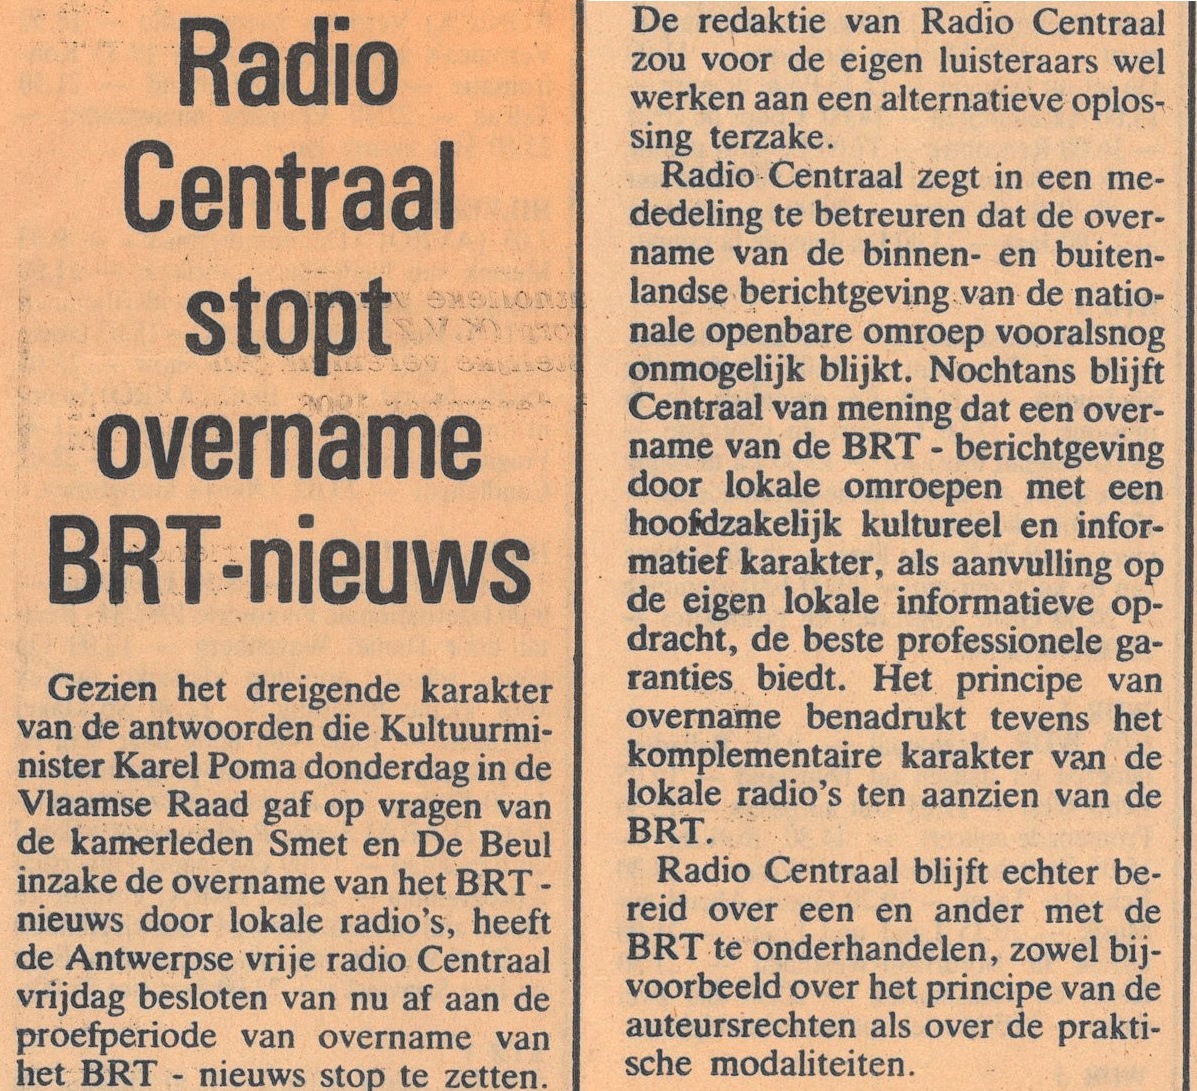 Radio
Centraal
stopt
overname
BRT-nieuws
Gezien het dreigende karakter
van de antwoorden die Kultuurmi-
nister Karel Poma donderdag in de
Vlaamse Raad gaf op vragen van
de kamerleden Smet en De Beul
inzake de overname van het BRT -
nieuws door lokale radio's, heeft
de Antwerpse vrije radio Centraal
vrijdag besloten van nu af aan de
proefperiode van overname van
het BRT - nieuws stop te zetten.
De redaktie van Radio Centraal
zou voor de eigen luisteraars wel
werken aan een alternatieve oplos-
sing terzake.
Radio Centraal zegt in een me-
dedeling te betreuren dat de over-
name van de binnen- en buiten-
landse berichtgeving van de natio-
nale openbare omroep vooralsnog
onmogelijk blijkt. Nochtans blijft
Centraal van mening dat een over-
name van de BRT - berichtgeving
door lokale omroepen met een
hoofdzakelijk kultureel en infor-
matief karakter, als aanvulling op
de eigen lokale informatieve op-
dracht, de beste professionele ga-
ranties biedt. Het principe van
overname benadrukt tevens het
komplementaire karakter van de
lokale radio's ten aanzien van de
BRT.
Radio Centraal blijft echter be-
reid over een en ander met de
BRT te onderhandelen, zowel bij-
voorbeeld over het principe van de
auteursrechten als over de prakti-
sche modaliteiten.